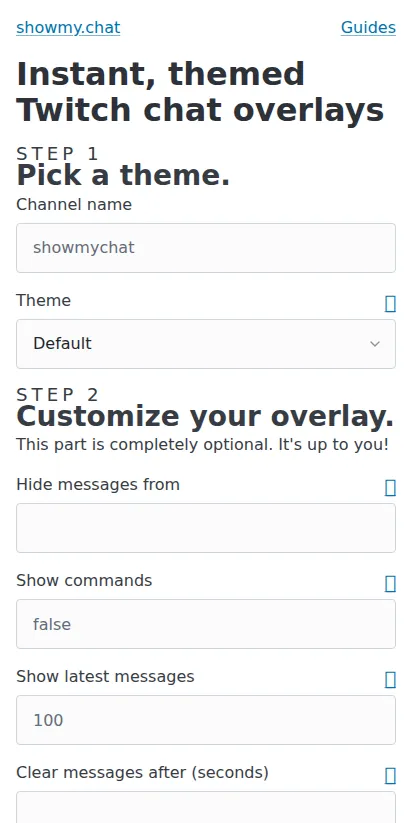 showmy.chat
Guides
Instant, themed
Twitch chat overlays
STEP 1
Pick a theme.
Channel name
showmychat
Theme
Default
STEP 2
Customize your overlay.
This part is completely optional. It's up to you!
Hide messages from
Show commands
false
Show latest messages
100
Clear messages after (seconds)